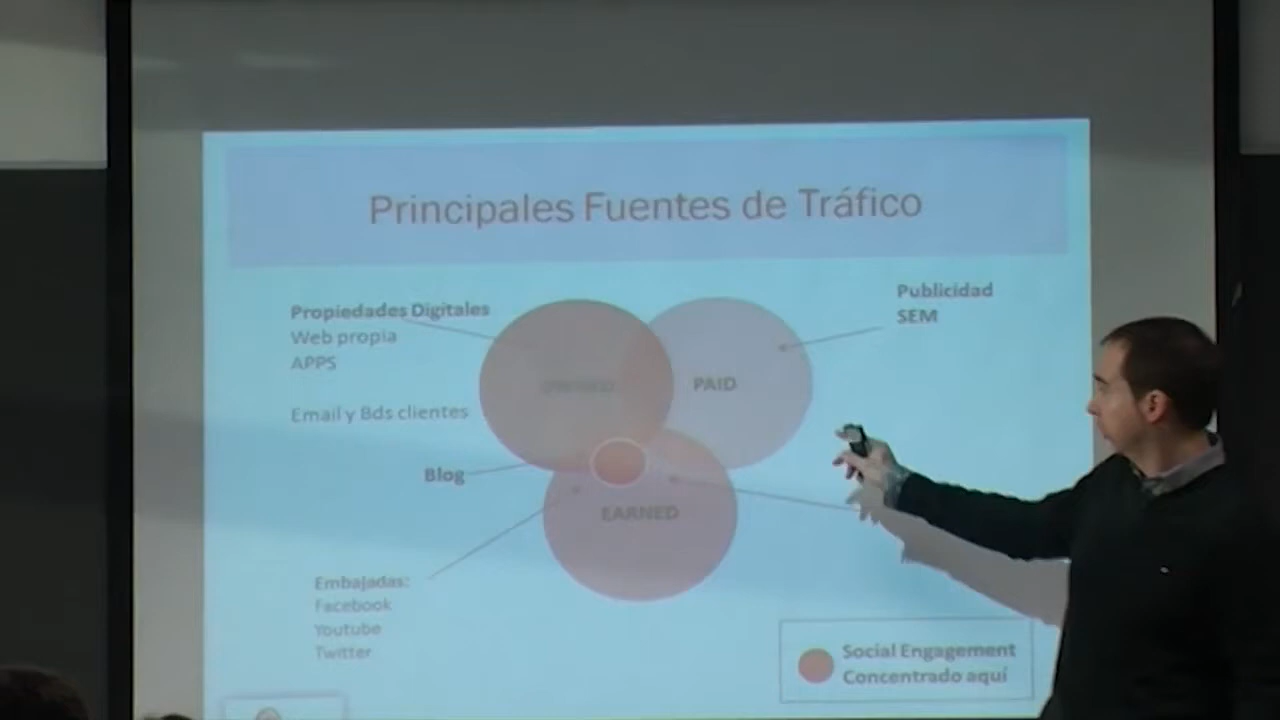 Principales Fuentes de Tráfico
Propiedades Digitales
Web propia
APPS
Email y Bds clientes
Blog
Embajadas:
Facebook
Youtube
Twitter
PAID
EARNED
Publicidad
SEM
Social Engagement
Concentrado aquí